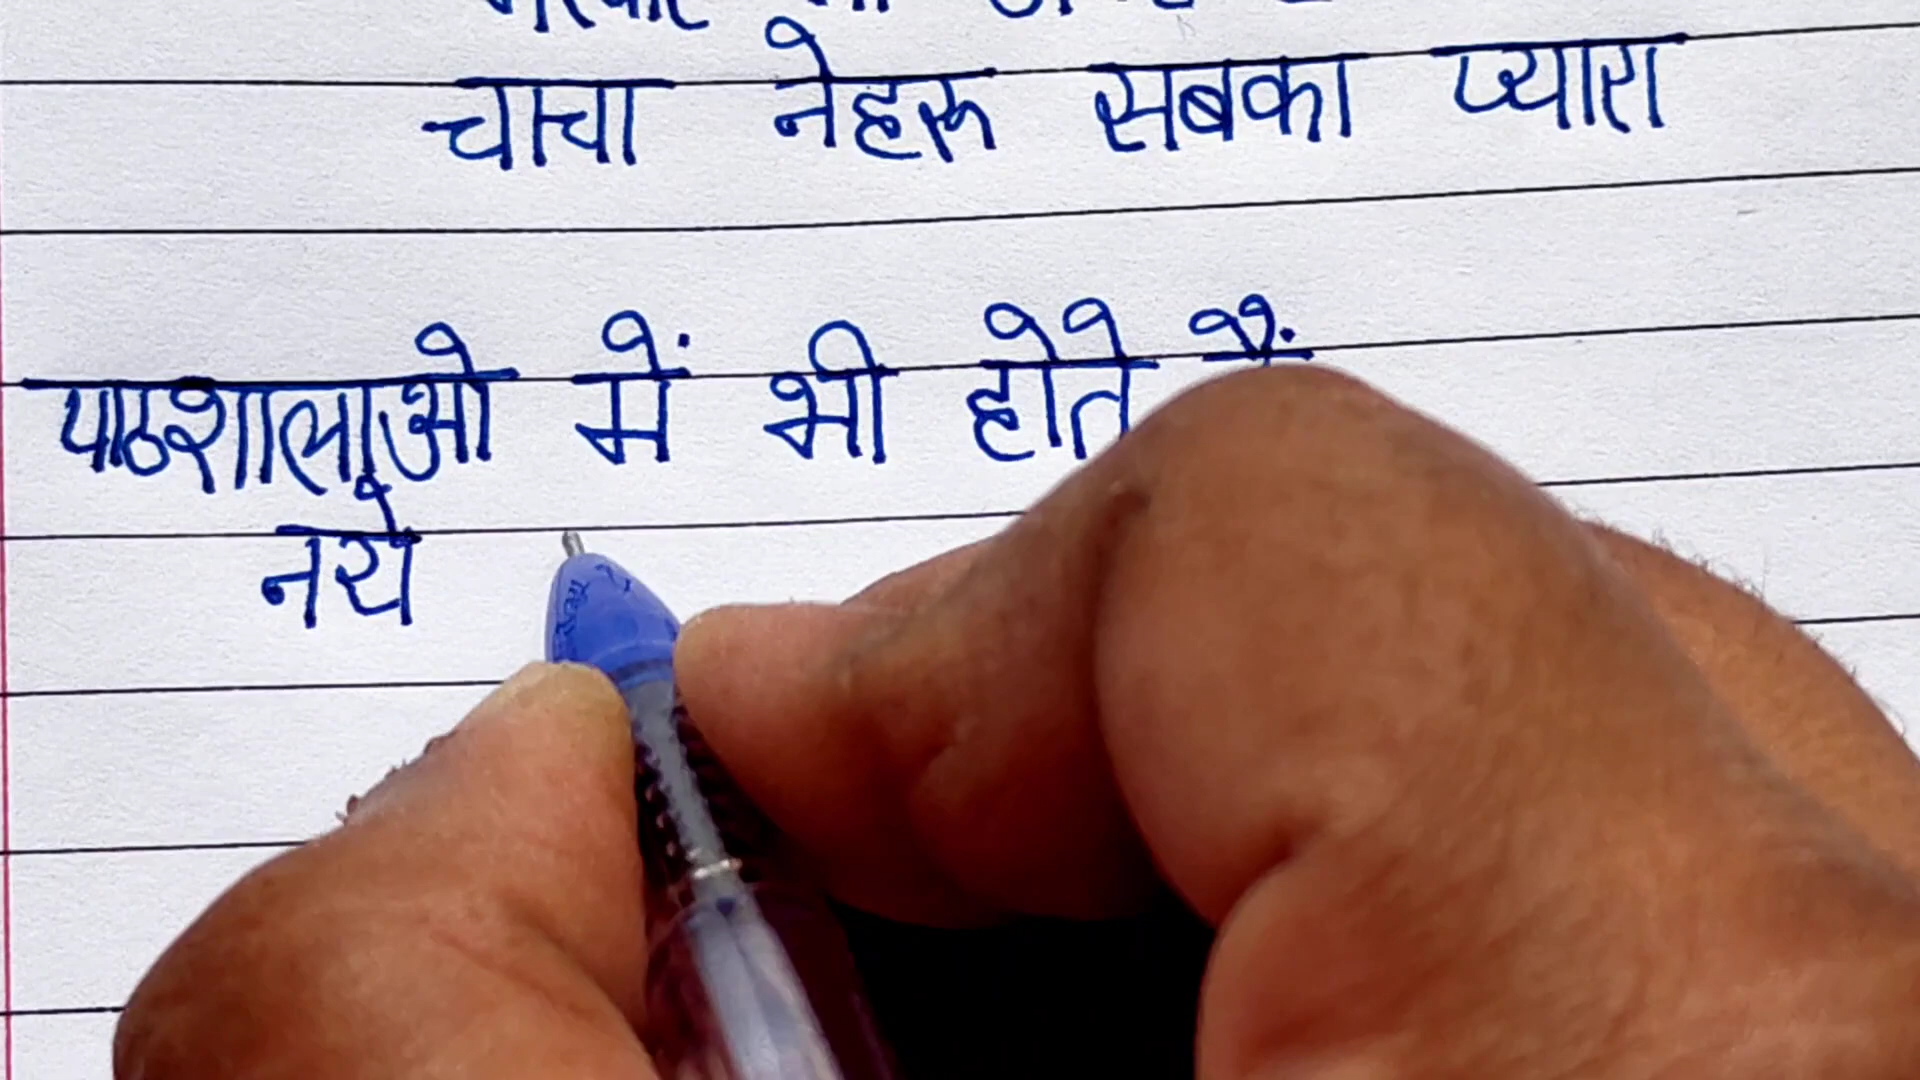 चाचा नेहरू सबका प्यारा
पाठशालाओ में भी होते हैं
नये